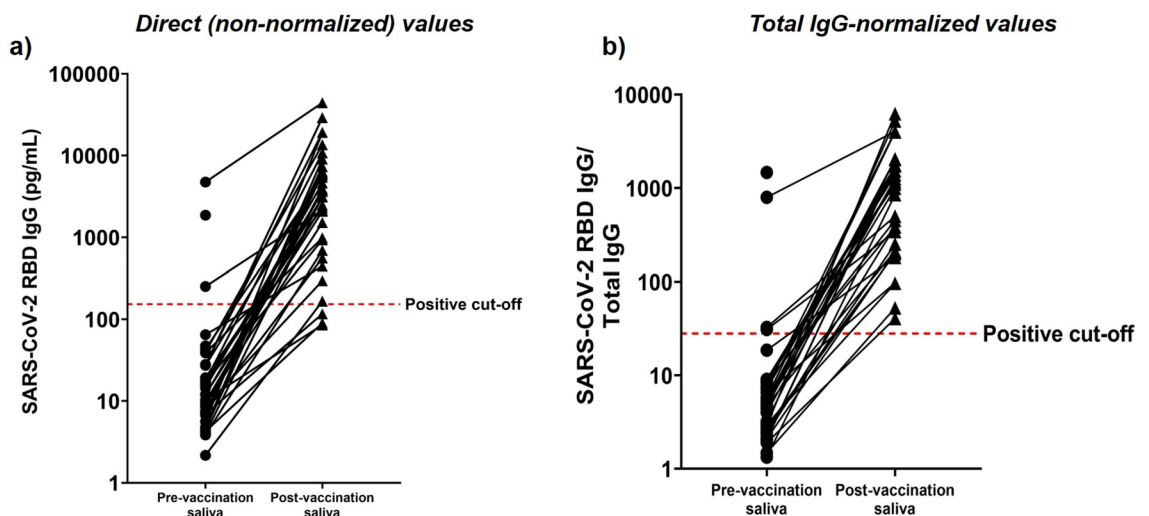 Direct (non-normalized) values
a)
SARS-CoV-2 RBD IgG (pg/mL)
100000
10000
1000
100
10
1
Positive cut-off
Pre-vaccination
saliva
Post-vaccination
saliva
Total IgG-normalized values
b)
SARS-CoV-2 RBD IgG/
Total IgG
10000
1000
100
10
1
Positive cut-off
Pre-vaccination
saliva
Post-vaccination
saliva